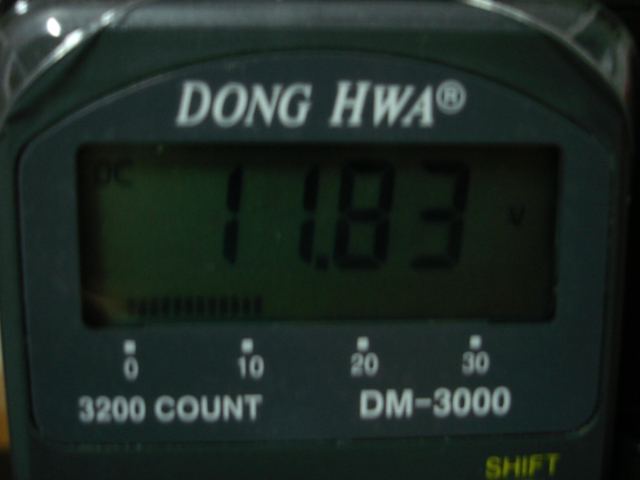 DONG HWA®
DC
11.83 V
0 10 20 30
3200 COUNT DM-3000
SHIFT